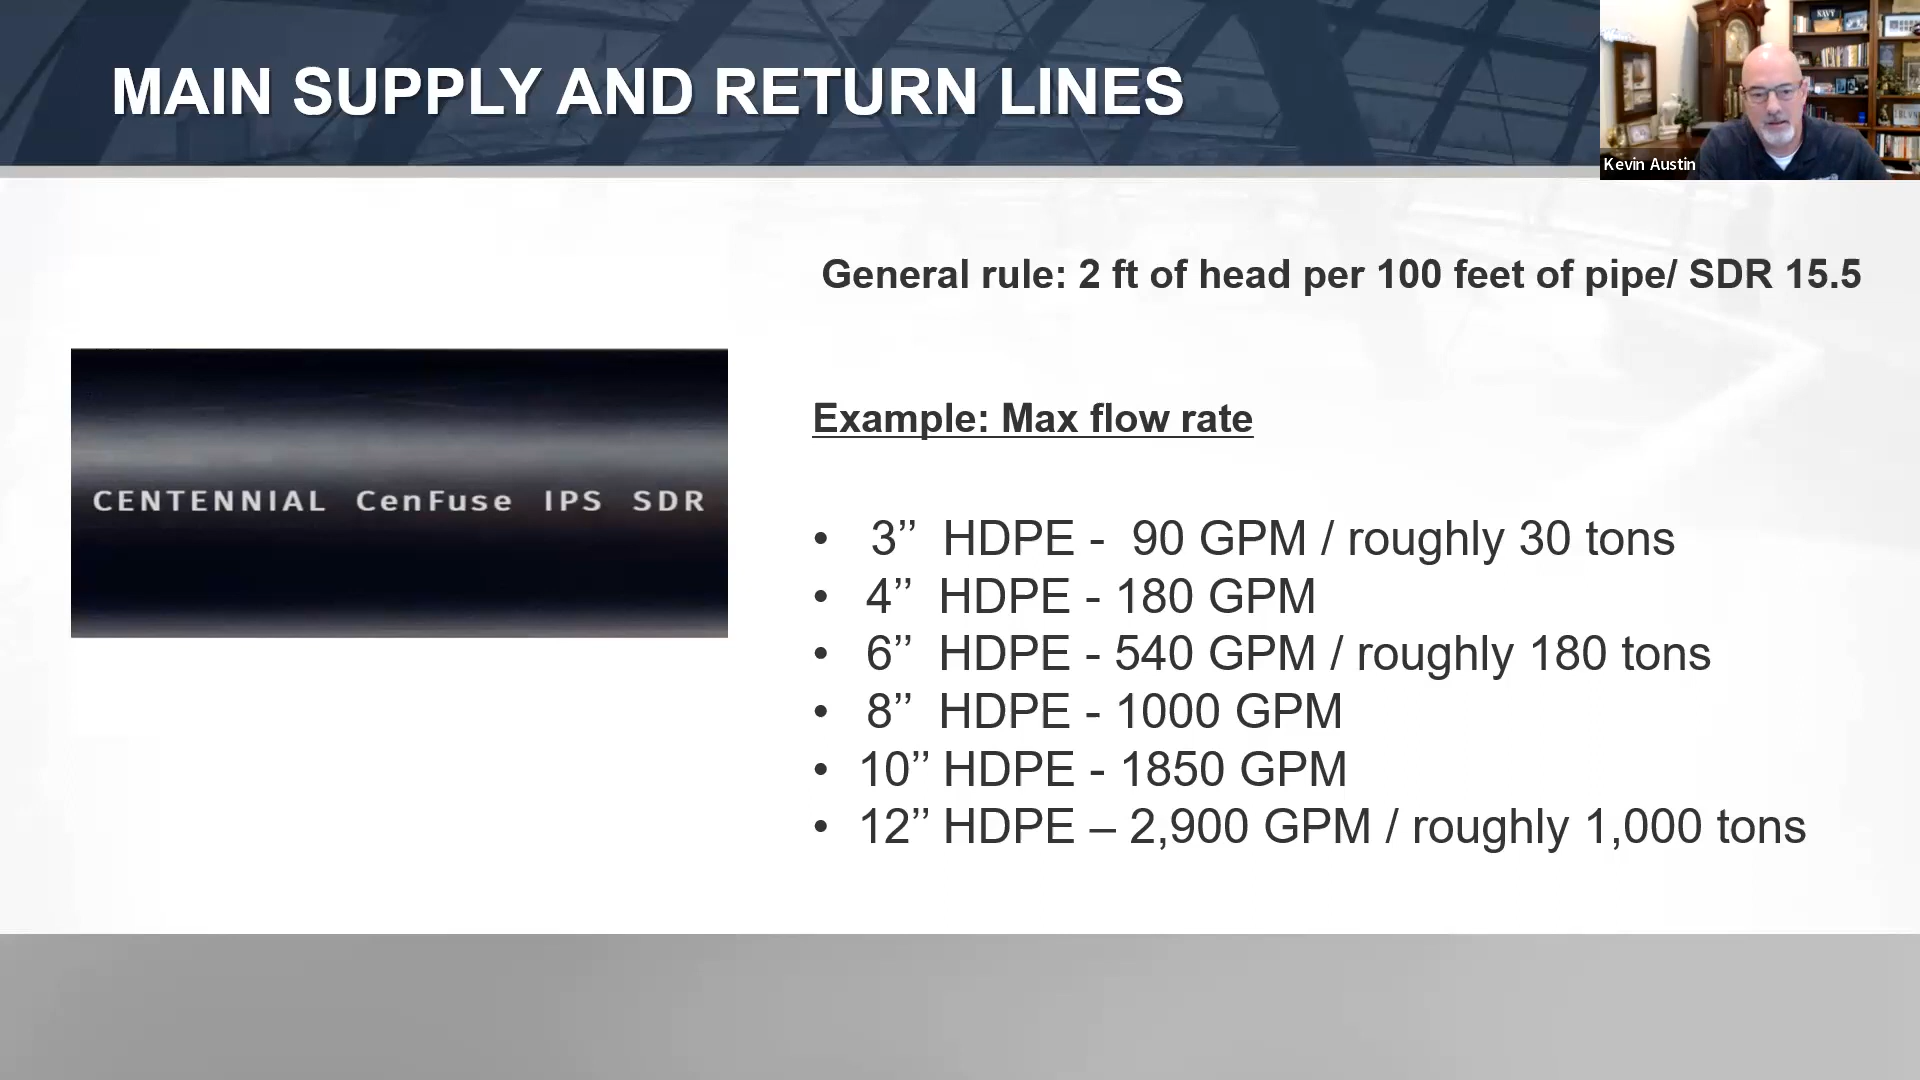 MAIN SUPPLY AND RETURN LINES
NAVY
Kevin Austin
General rule: 2 ft of head per 100 feet of pipe/ SDR 15.5
CENTENNIAL CenFuse IPS SDR
Example: Max flow rate
• 3’’ HDPE - 90 GPM / roughly 30 tons
• 4’’ HDPE - 180 GPM
• 6’’ HDPE - 540 GPM / roughly 180 tons
• 8’’ HDPE - 1000 GPM
• 10’’ HDPE - 1850 GPM
• 12’’ HDPE – 2,900 GPM / roughly 1,000 tons